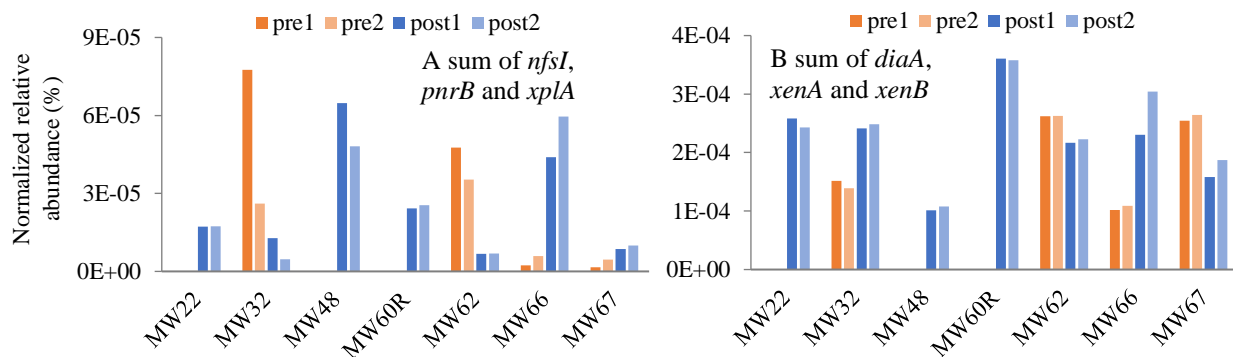 pre1 pre2 post1 post2
A sum of nfsI,
pnrB and xplA
Normalized relative
abundance (%)
9E-05
6E-05
3E-05
0E+00
MW22 MW32 MW48 MW60R MW62 MW66 MW67
pre1 pre2 post1 post2
B sum of diaA,
xenA and xenB
4E-04
3E-04
2E-04
1E-04
0E+00
MW22 MW32 MW48 MW60R MW62 MW66 MW67